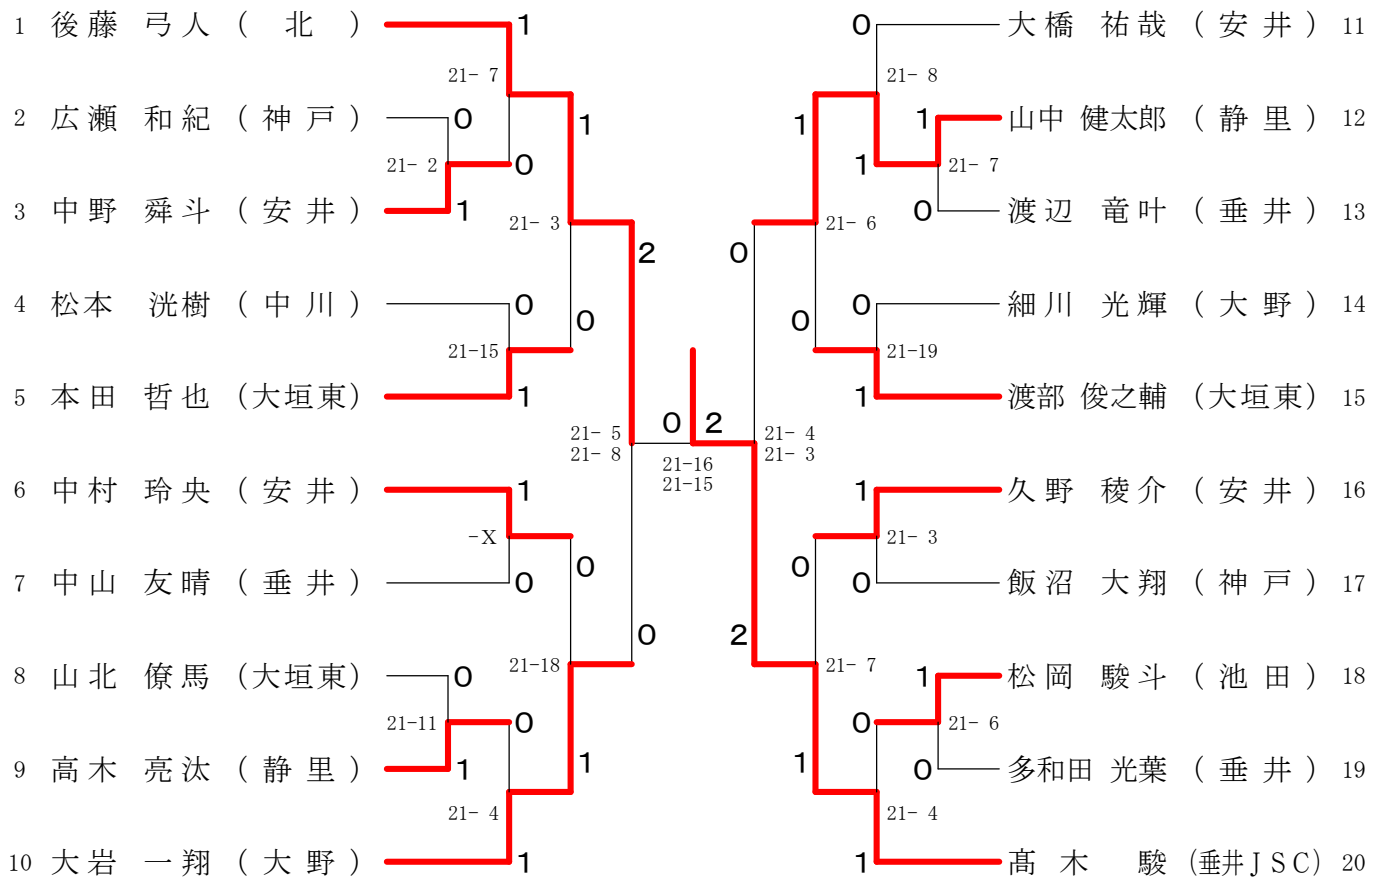 1 後藤 弓人 ( 北 ) 1
0 大橋 祐哉 ( 安井 ) 11
21- 7
21- 8
2 広瀬 和紀 ( 神戸 ) 0
1
1
1 山中 健太郎 ( 静里 ) 12
21- 2 0
1 21- 7
3 中野 舜斗 ( 安井 ) 1
0 渡辺 竜叶 ( 垂井 ) 13
21- 3
21- 6
2
0
4 松本 洸樹 ( 中川 ) 0
0
0
0 細川 光輝 ( 大野 ) 14
21-15
21-19
5 本田 哲也 (大垣東) 1
1 渡部 俊之輔 (大垣東) 15
21- 5
21- 8
0 2
21-16
21-15
21- 4
21- 3
6 中村 玲央 ( 安井 ) 1
1 久野 稜介 ( 安井 ) 16
-X
21- 3
7 中山 友晴 ( 垂井 ) 0
0
0
0 飯沼 大翔 ( 神戸 ) 17
0
2
21-18
21- 7
8 山北 僚馬 (大垣東) 0
1 松岡 駿斗 ( 池田 ) 18
21-11 0
0 21- 6
9 高木 亮汰 ( 静里 ) 1
1
1
0 多和田 光葉 ( 垂井 ) 19
21- 4
21- 4
10 大岩 一翔 ( 大野 ) 1
1 髙木 駿 (垂井JSC) 20